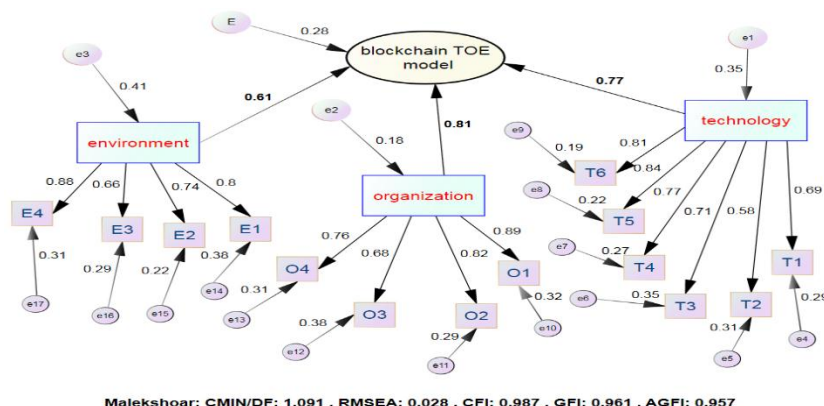 E
0.28
blockchain TOE
model
e1
0.35
e3
0.41
0.61
0.77
e2
0.18
0.81
environment
technology
organization
e9
0.19
0.81
T6
e8
0.22
0.84
T5
0.77
0.71
0.58
0.69
e7
0.27
T4
e6
0.35
T3
T2
T1
0.31
e5
0.29
e4
0.88
0.66
0.74
0.8
E4
E3
E2
E1
0.31
0.29
0.22
0.38
e17
e16
e15
e14
0.76
0.68
0.82
0.89
O4
O3
O2
O1
0.31
e13
0.38
e12
0.29
e11
0.32
e10
Malekshoar: CMIN/DF: 1.091 , RMSEA: 0.028 , CFI: 0.987 , GFI: 0.961 , AGFI: 0.957